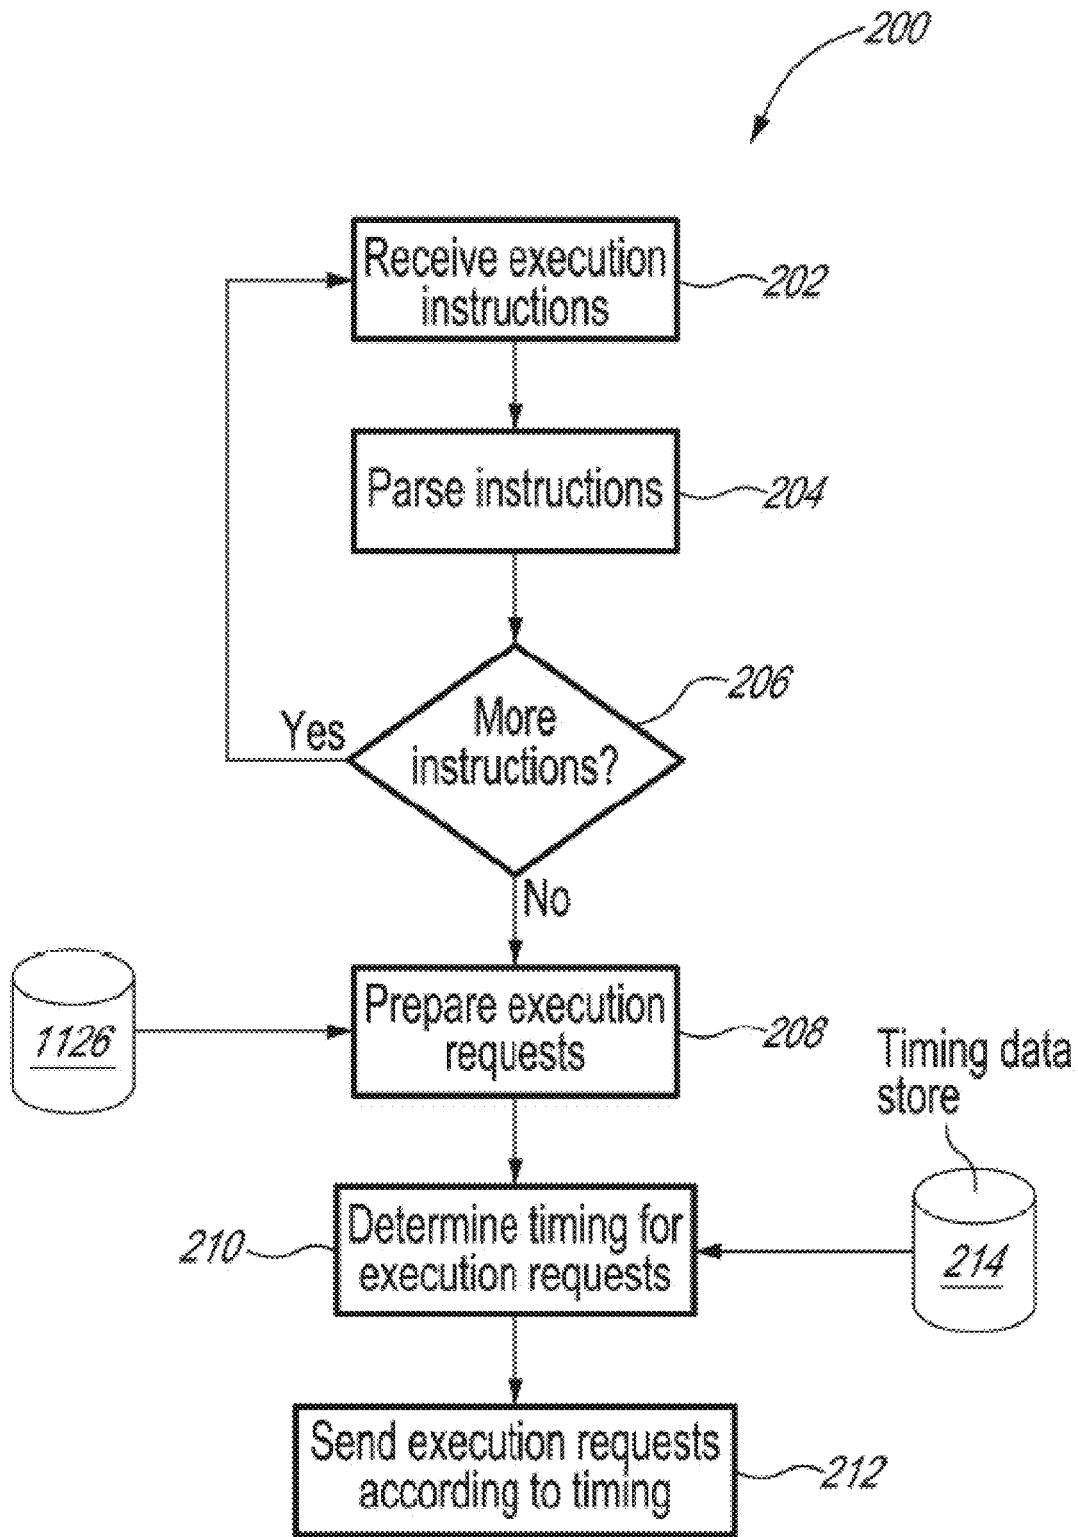 200
Receive execution
instructions
202
Parse instructions
204
206
More
instructions?
Yes
No
1126
Prepare execution
requests
208
Timing data
store
210
Determine timing for
execution requests
214
Send execution requests
according to timing
212